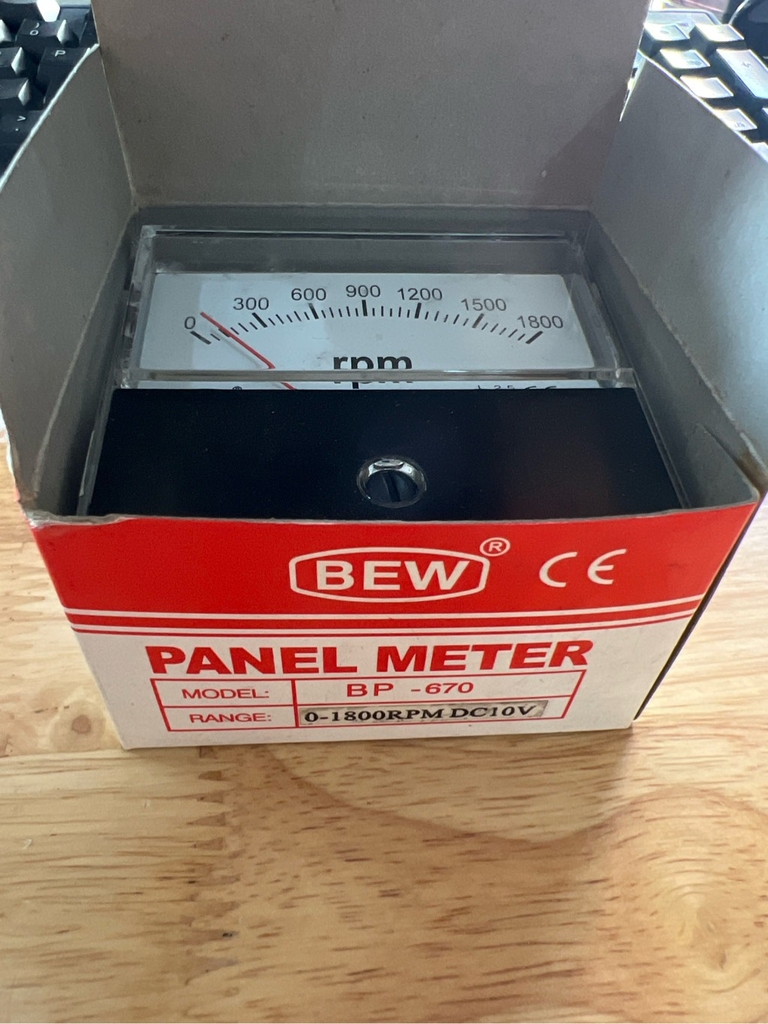 0 300 600 900 1200 1500 1800
rpm
BEW® CE
PANEL METER
MODEL: BP -670
RANGE: 0-1800RPM DC10V